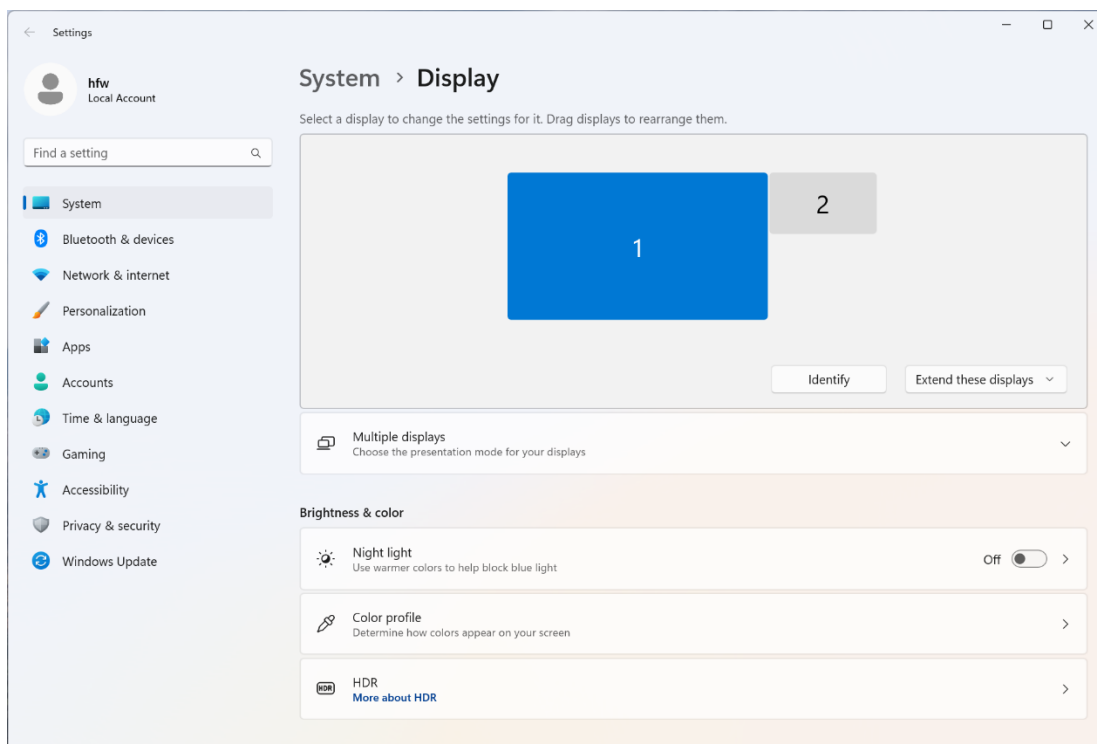 Settings
hfw
Local Account
Find a setting
System
Bluetooth & devices
Network & internet
Personalization
Apps
Accounts
Time & language
Gaming
Accessibility
Privacy & security
Windows Update
System > Display
Select a display to change the settings for it. Drag displays to rearrange them.
1
2
Identify
Extend these displays
Multiple displays
Choose the presentation mode for your displays
Brightness & color
Night light
Use warmer colors to help block blue light
Off
Color profile
Determine how colors appear on your screen
HDR
HDR
More about HDR